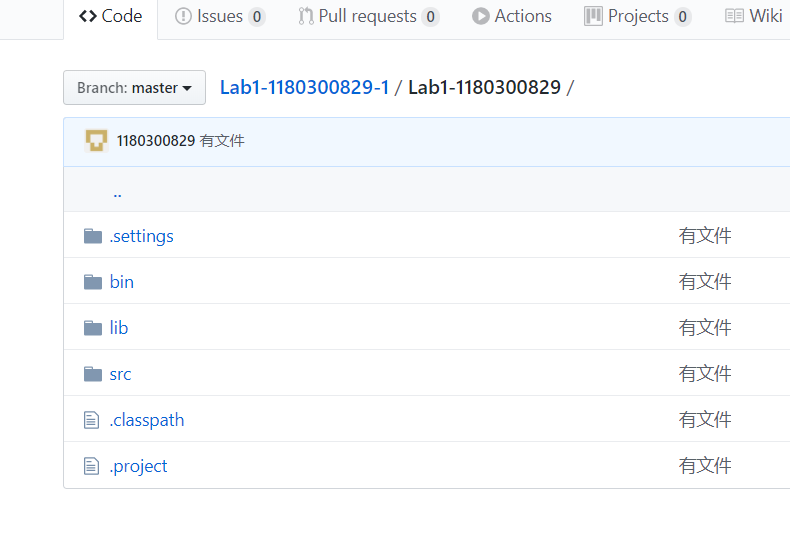 Code Issues 0 Pull requests 0 Actions Projects 0 Wiki
Branch: master Lab1-1180300829-1 / Lab1-1180300829 /
1180300829 有文件
..
.settings 有文件
bin 有文件
lib 有文件
src 有文件
.classpath 有文件
.project 有文件